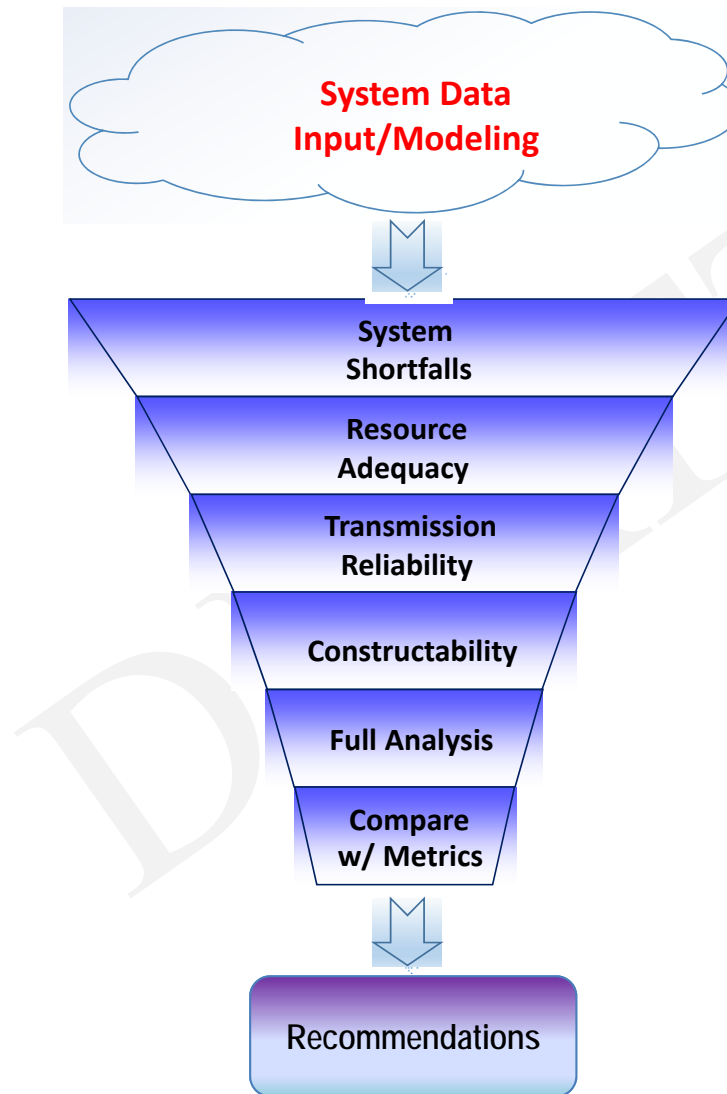 System Data
Input/Modeling
System
Shortfalls
Resource
Adequacy
Transmission
Reliability
Constructability
Full Analysis
Compare
w/ Metrics
Recommendations